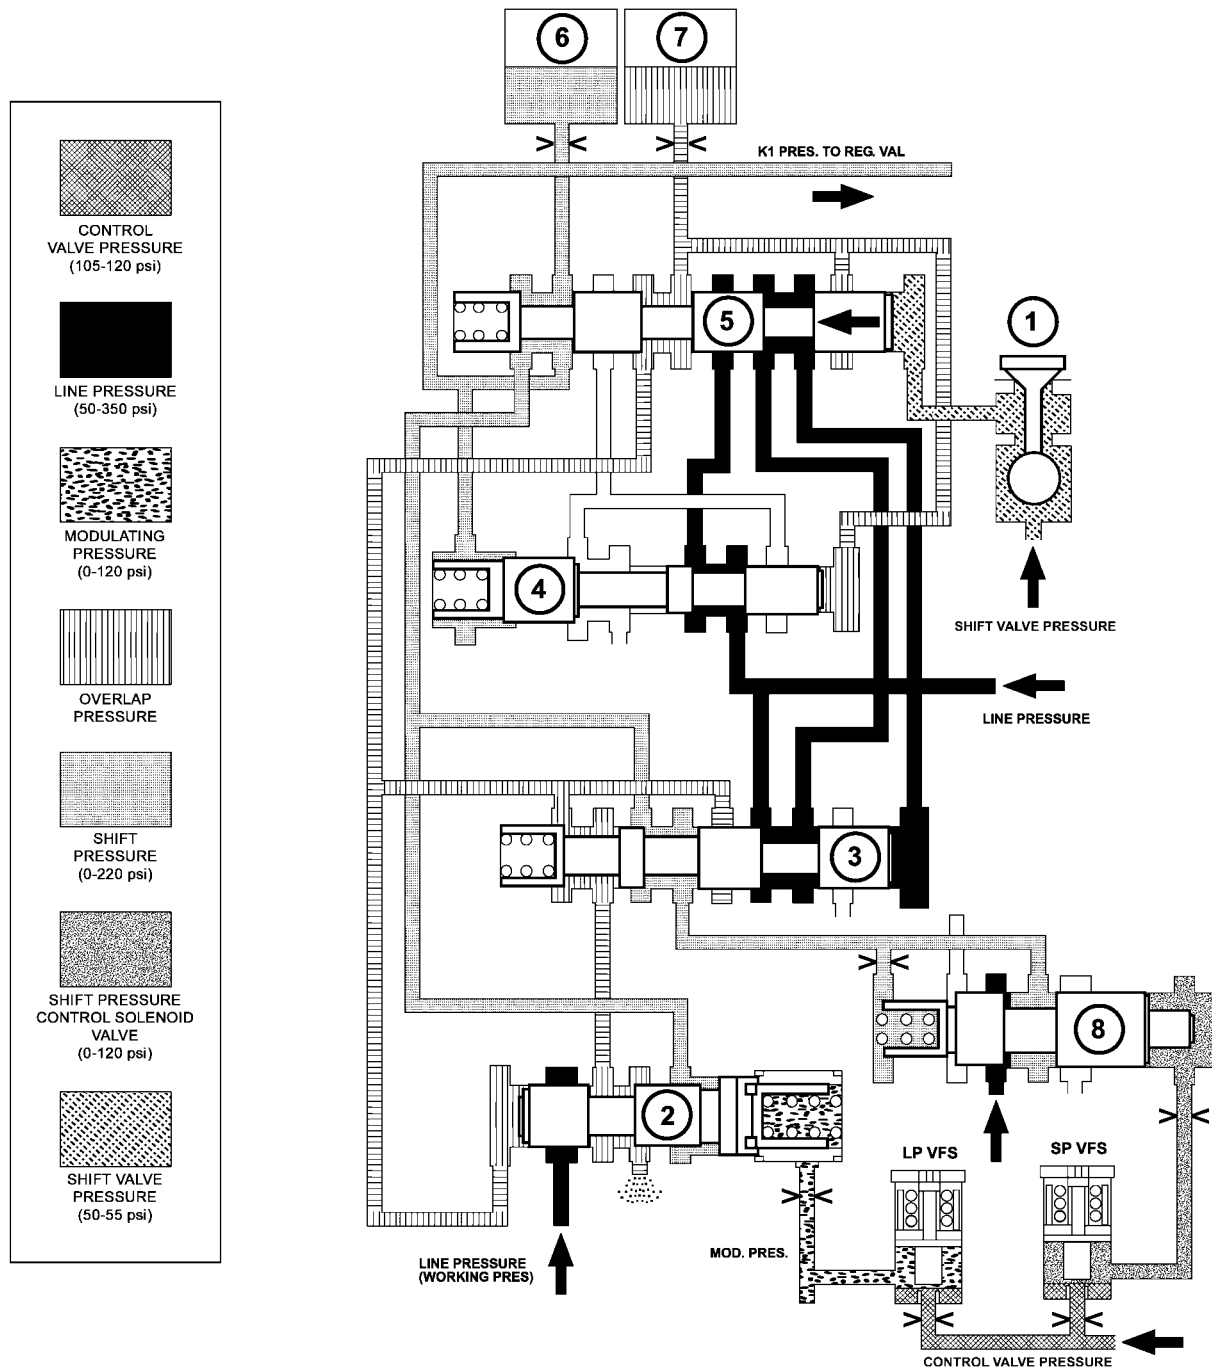 6
7
K1 PRES. TO REG. VAL
CONTROL
VALVE PRESSURE
(105-120 psi)
5
1
LINE PRESSURE
(50-350 psi)
MODULATING
PRESSURE
(0-120 psi)
4
SHIFT VALVE PRESSURE
OVERLAP
PRESSURE
LINE PRESSURE
SHIFT
PRESSURE
(0-220 psi)
3
SHIFT PRESSURE
CONTROL SOLENOID
VALVE
(0-120 psi)
8
2
LP VFS
SP VFS
SHIFT VALVE
PRESSURE
(50-55 psi)
LINE PRESSURE
(WORKING PRES)
MOD. PRES.
CONTROL VALVE PRESSURE